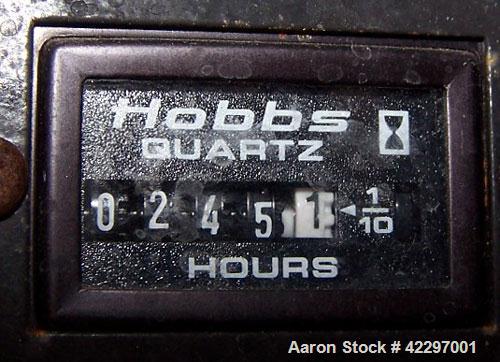 Hobbs
QUARTZ
0 2 4 5 1 ◄ 1/10
HOURS
Aaron Stock # 42297001